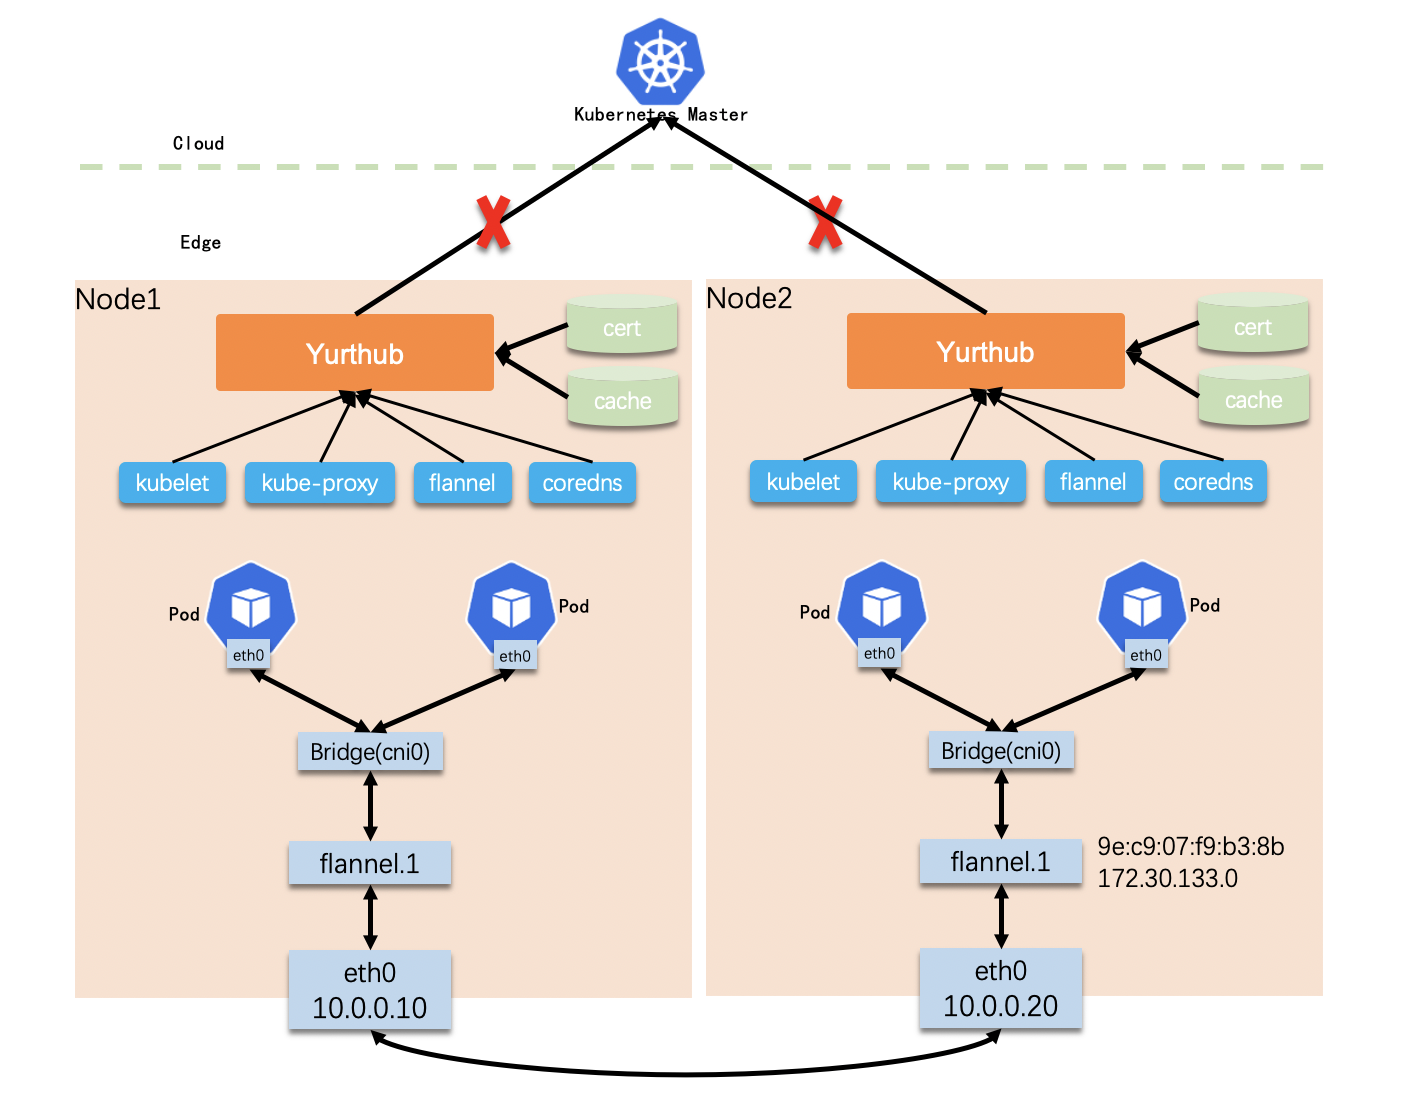 Kubernetes Master
Cloud
Edge
Node1
Yurthub
cert
cache
kubelet
kube-proxy
flannel
coredns
Pod
eth0
Pod
eth0
Bridge(cni0)
flannel.1
eth0
10.0.0.10
Node2
Yurthub
cert
cache
kubelet
kube-proxy
flannel
coredns
Pod
eth0
Pod
eth0
Bridge(cni0)
flannel.1
9e:c9:07:f9:b3:8b
172.30.133.0
eth0
10.0.0.20